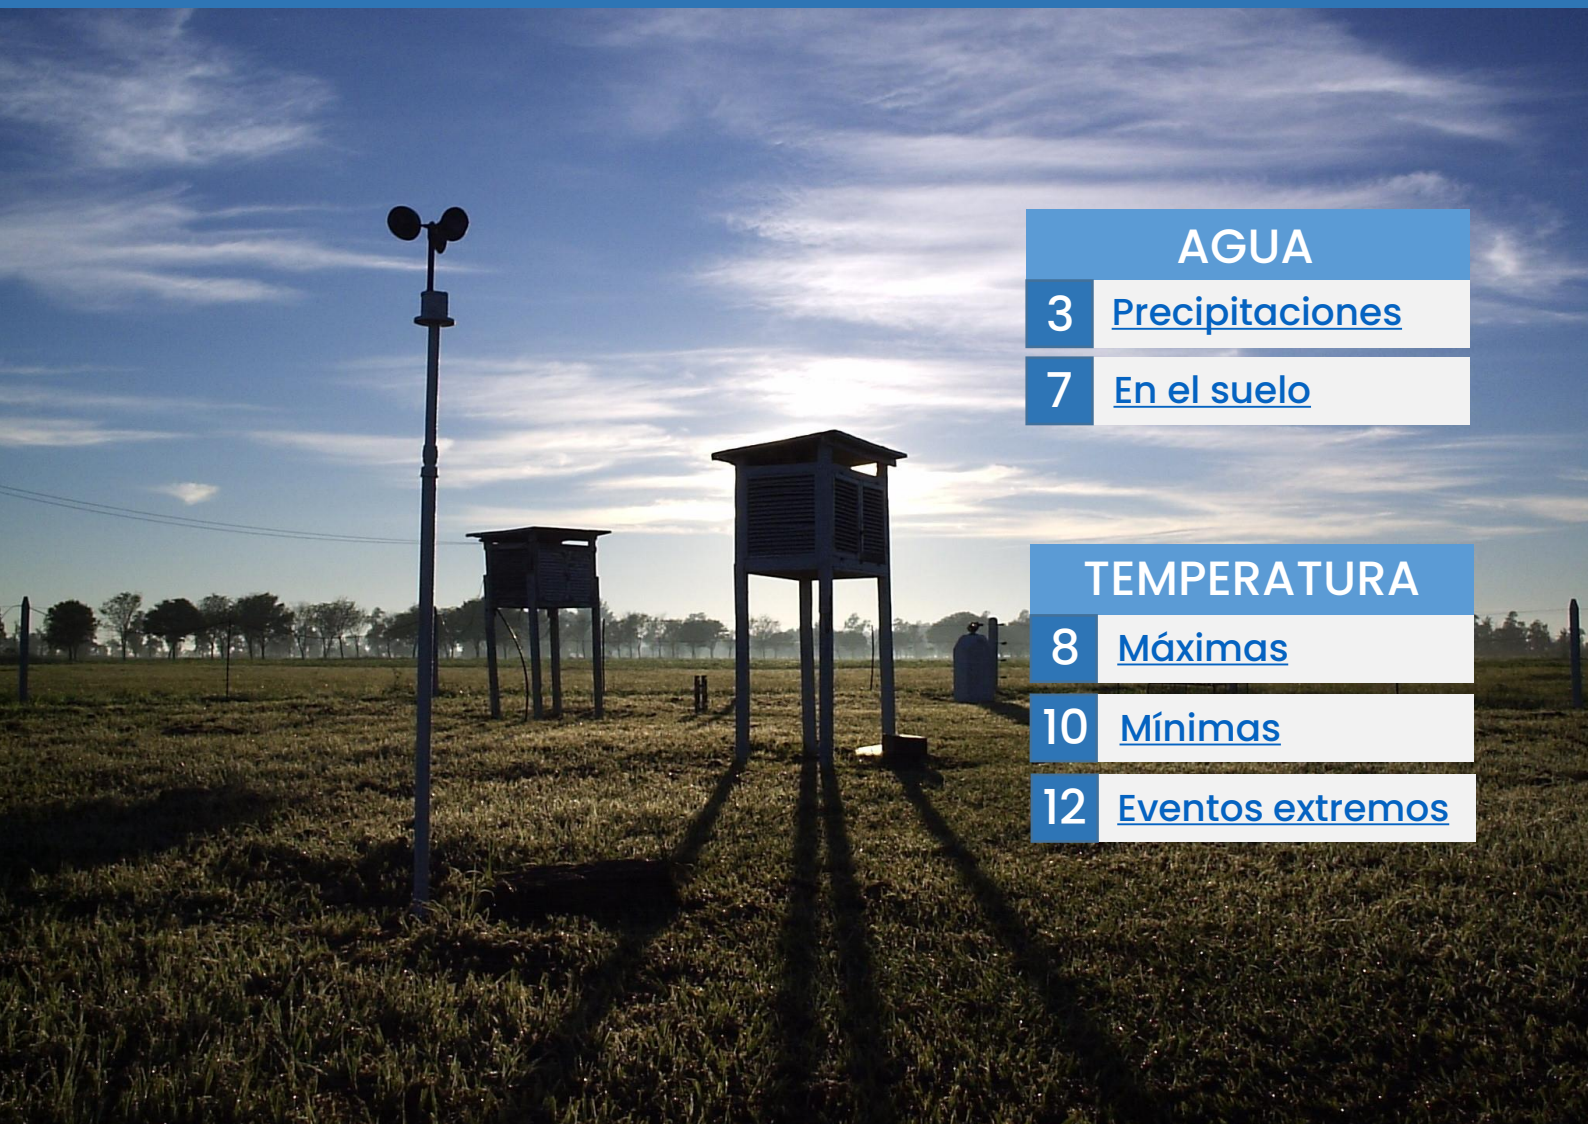 AGUA
3 Precipitaciones
7 En el suelo
TEMPERATURA
8 Máximas
10 Mínimas
12 Eventos extremos